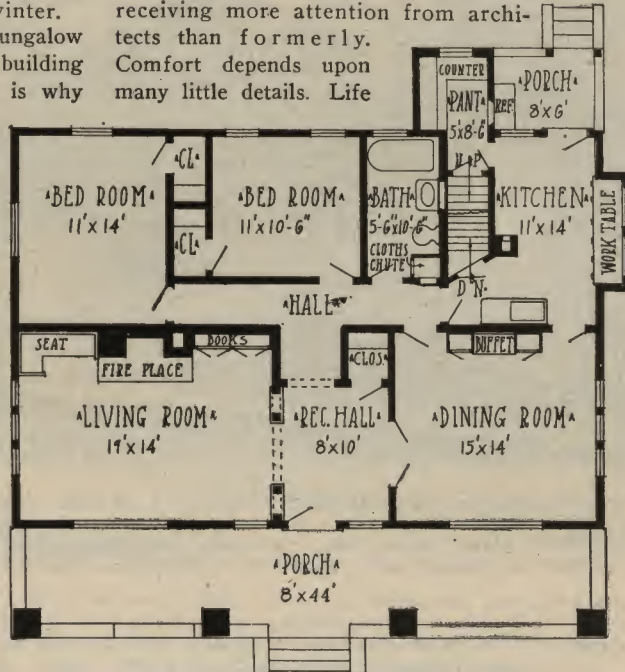 winter.
ungalow
building
is why
receiving more attention from archi-
tects than formerly.
Comfort depends upon
many little details. Life
COUNTER
PANT.
5'x8'-6"
REF.
PORCH
8'x6'
CL
BED ROOM
11'x14'
BED ROOM
11'x10'-6"
BATH
5'-6"x10'-6"
UP
KITCHEN
11'x14'
WORK TABLE
CL
CLOTHS
CHUTE
DN.
HALL
SEAT
BOOKS
FIRE PLACE
CLOS.
BUFFET
LIVING ROOM
19'x14'
REC. HALL
8'x10'
DINING ROOM
15'x14'
PORCH
8'x44'